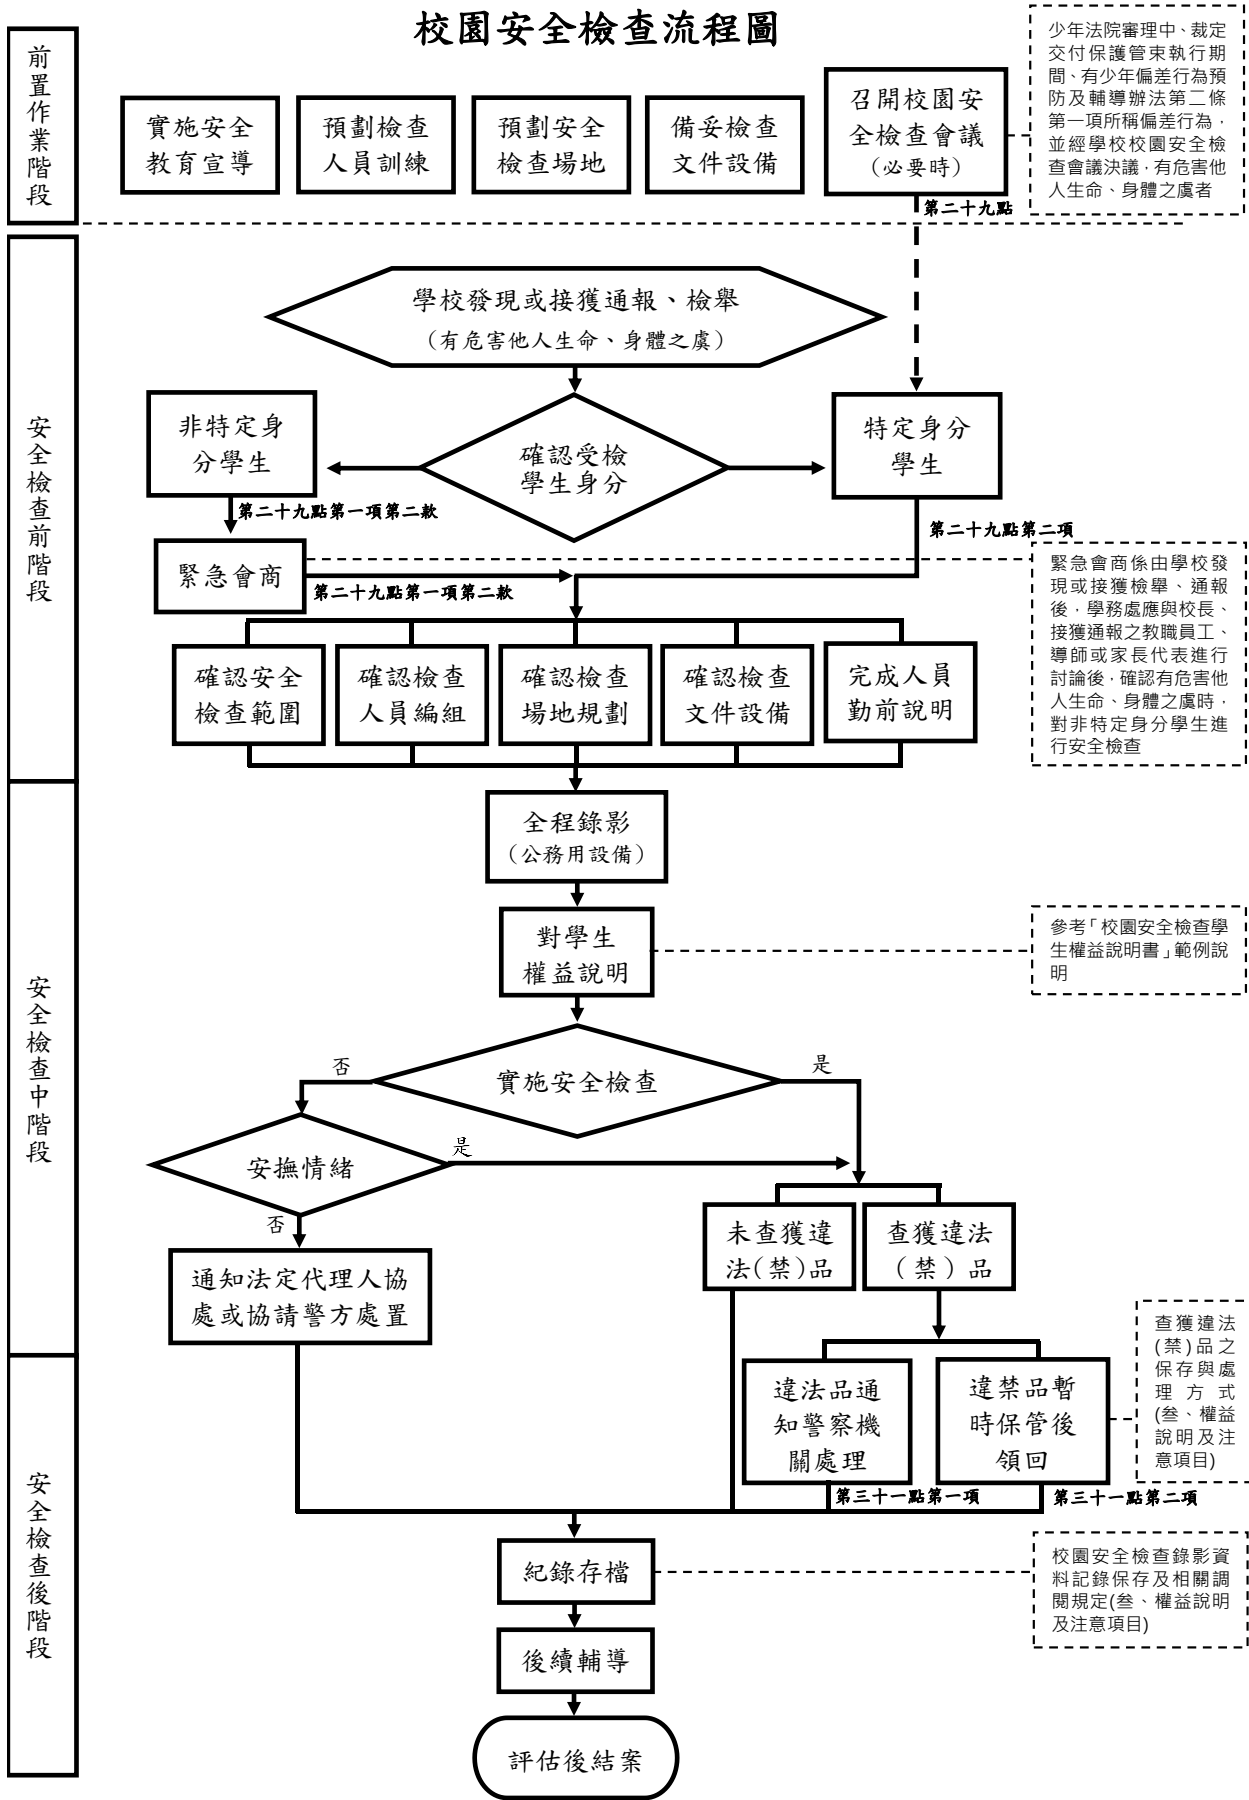 校園安全檢查流程圖
前置作業階段
實施安全
教育宣導
預劃檢查
人員訓練
預劃安全
檢查場地
備妥檢查
文件設備
召開校園安
全檢查會議
(必要時)
少年法院審理中、裁定
交付保護管束執行期
間、有少年偏差行為預
防及輔導辦法第二條
第一項所稱偏差行為,
並經學校校園安全檢
查會議決議,有危害他
人生命、身體之虞者
第二十九點
安全檢查前階段
學校發現或接獲通報、檢舉
(有危害他人生命、身體之虞)
非特定身
分學生
確認受檢
學生身分
特定身分
學生
第二十九點第一項第二款
第二十九點第二項
緊急會商
第二十九點第一項第二款
緊急會商係由學校發
現或接獲檢舉、通報
後,學務處應與校長、
接獲通報之教職員工、
導師或家長代表進行
討論後,確認有危害他
人生命、身體之虞時,
對非特定身分學生進
行安全檢查
確認安全
檢查範圍
確認檢查
人員編組
確認檢查
場地規劃
確認檢查
文件設備
完成人員
勤前說明
安全檢查中階段
全程錄影
(公務用設備)
對學生
權益說明
參考「校園安全檢查學
生權益說明書」範例說
明
實施安全檢查
否
是
安撫情緒
是
否
通知法定代理人協
處或協請警方處置
未查獲違
法(禁)品
查獲違法
(禁)品
查獲違法
(禁)品之
保存與處
理方式
(叁、權益
說明及注
意項目)
安全檢查後階段
違法品通
知警察機
關處理
違禁品暫
時保管後
領回
第三十一點第一項
第三十一點第二項
紀錄存檔
校園安全檢查錄影資
料記錄保存及相關調
閱規定(叁、權益說明
及注意項目)
後續輔導
評估後結案